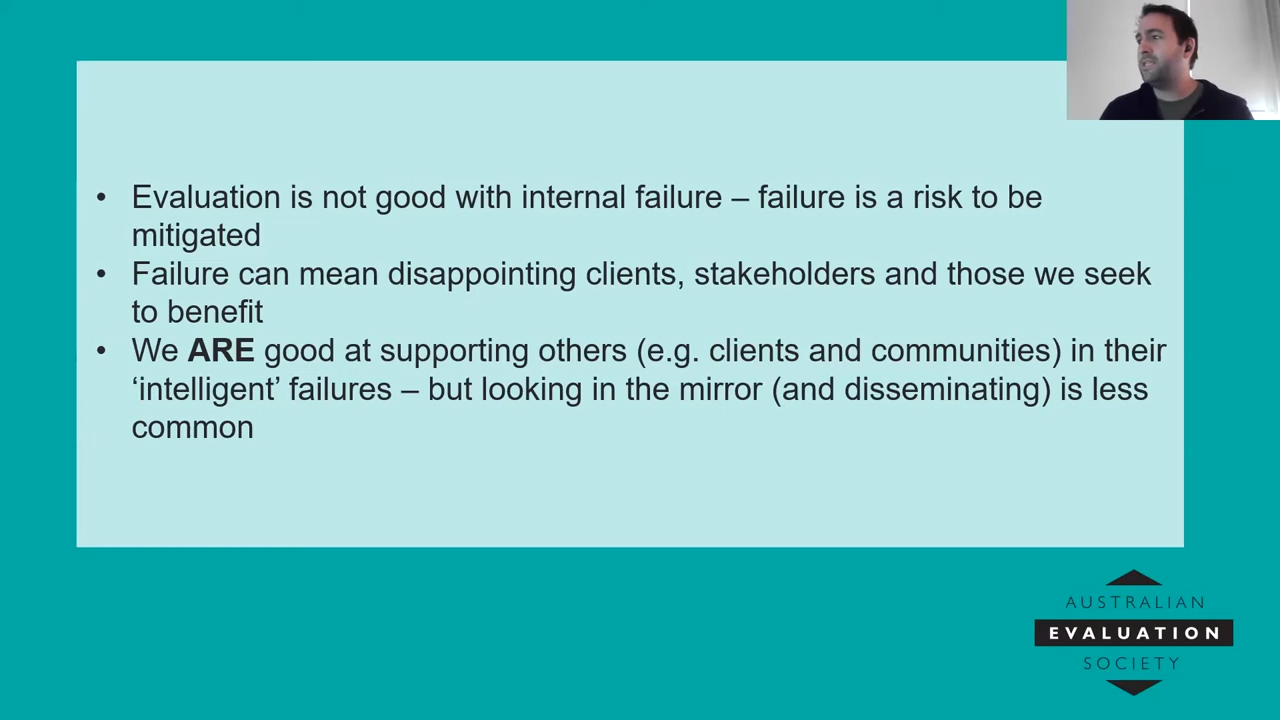 • Evaluation is not good with internal failure – failure is a risk to be
mitigated
• Failure can mean disappointing clients, stakeholders and those we seek
to benefit
• We ARE good at supporting others (e.g. clients and communities) in their
‘intelligent’ failures – but looking in the mirror (and disseminating) is less
common
AUSTRALIAN
EVALUATION
SOCIETY